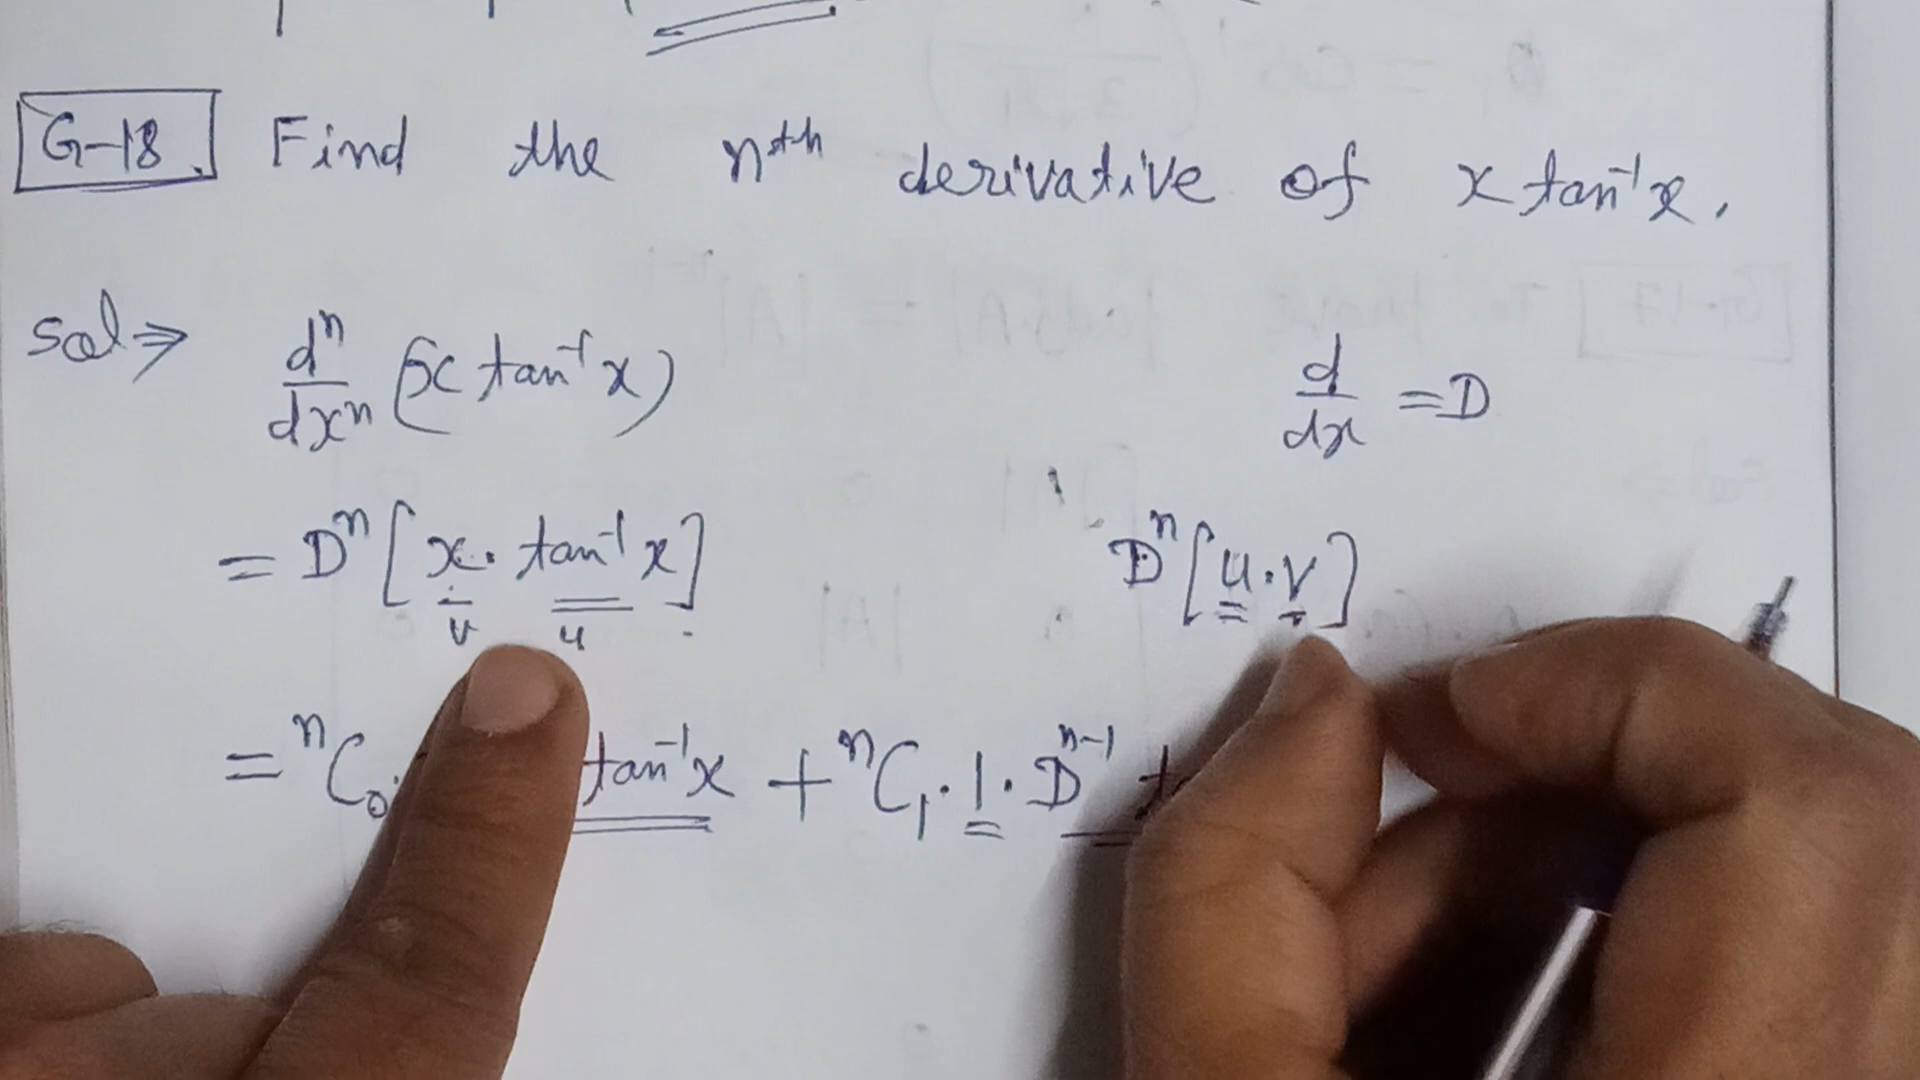 G-18. Find the nth derivative of x tan⁻¹x.
Sol⇒ dⁿ/dxⁿ (x tan⁻¹x)
d/dx = D
= Dⁿ[x. tan⁻¹x]
v u
Dⁿ[u.v]
= ⁿC₀. tan⁻¹x + ⁿC₁.1.Dⁿ⁻¹